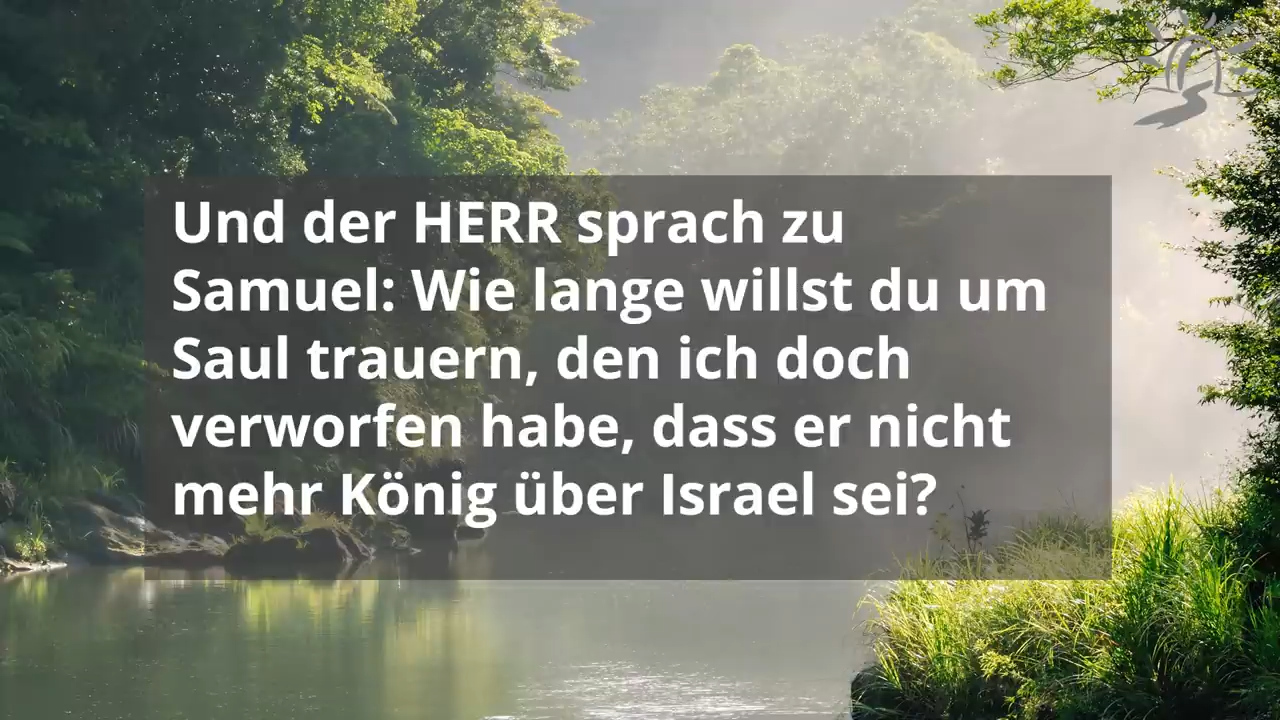 Und der HERR sprach zu
Samuel: Wie lange willst du um
Saul trauern, den ich doch
verworfen habe, dass er nicht
mehr König über Israel sei?